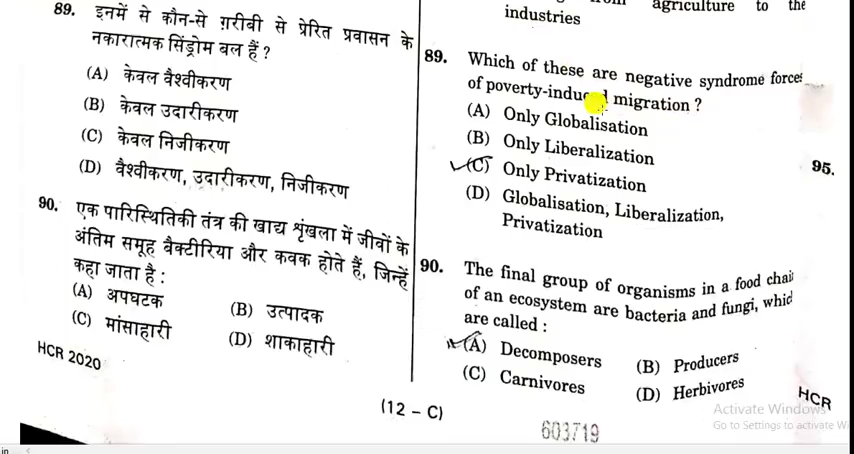 89. इनमें से कौन-से ग़रीबी से प्रेरित प्रवासन के
नकारात्मक सिंड्रोम बल हैं ?
(A) केवल वैश्वीकरण
(B) केवल उदारीकरण
(C) केवल निजीकरण
(D) वैश्वीकरण, उदारीकरण, निजीकरण
90. एक पारिस्थितिकी तंत्र की खाद्य शृंखला में जीवों के
अंतिम समूह बैक्टीरिया और कवक होते हैं, जिन्हें
कहा जाता है :
(A) अपघटक (B) उत्पादक
(C) मांसाहारी (D) शाकाहारी
HCR 2020
agriculture to the
industries
89. Which of these are negative syndrome forces
of poverty-induced migration ?
(A) Only Globalisation
(B) Only Liberalization
(C) Only Privatization
(D) Globalisation, Liberalization,
Privatization
90. The final group of organisms in a food chai
of an ecosystem are bacteria and fungi, whic
are called :
(A) Decomposers (B) Producers
(C) Carnivores (D) Herbivores
95.
HCR
(12 – C)
603719
Activate Windows
Go to Settings to activate W
in